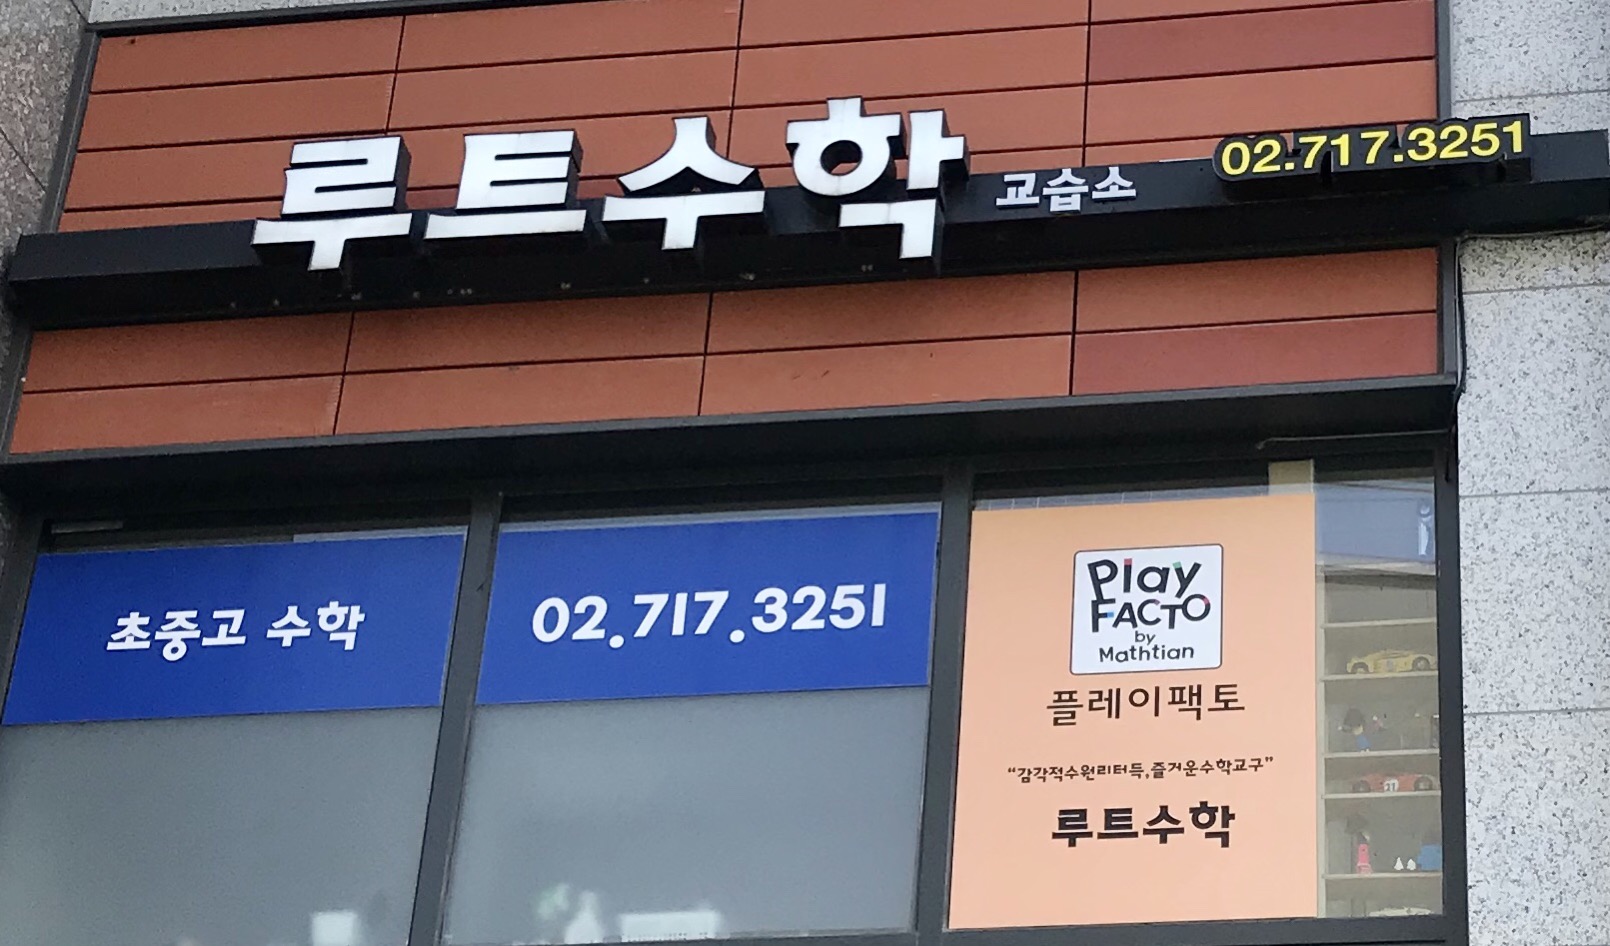 루트수학 교습소 02.717.3251
초중고 수학
02.717.3251
Play
FACTO
by
Mathtian
플레이팩토
“감각적수원리터득,즐거운수학교구”
루트수학
27